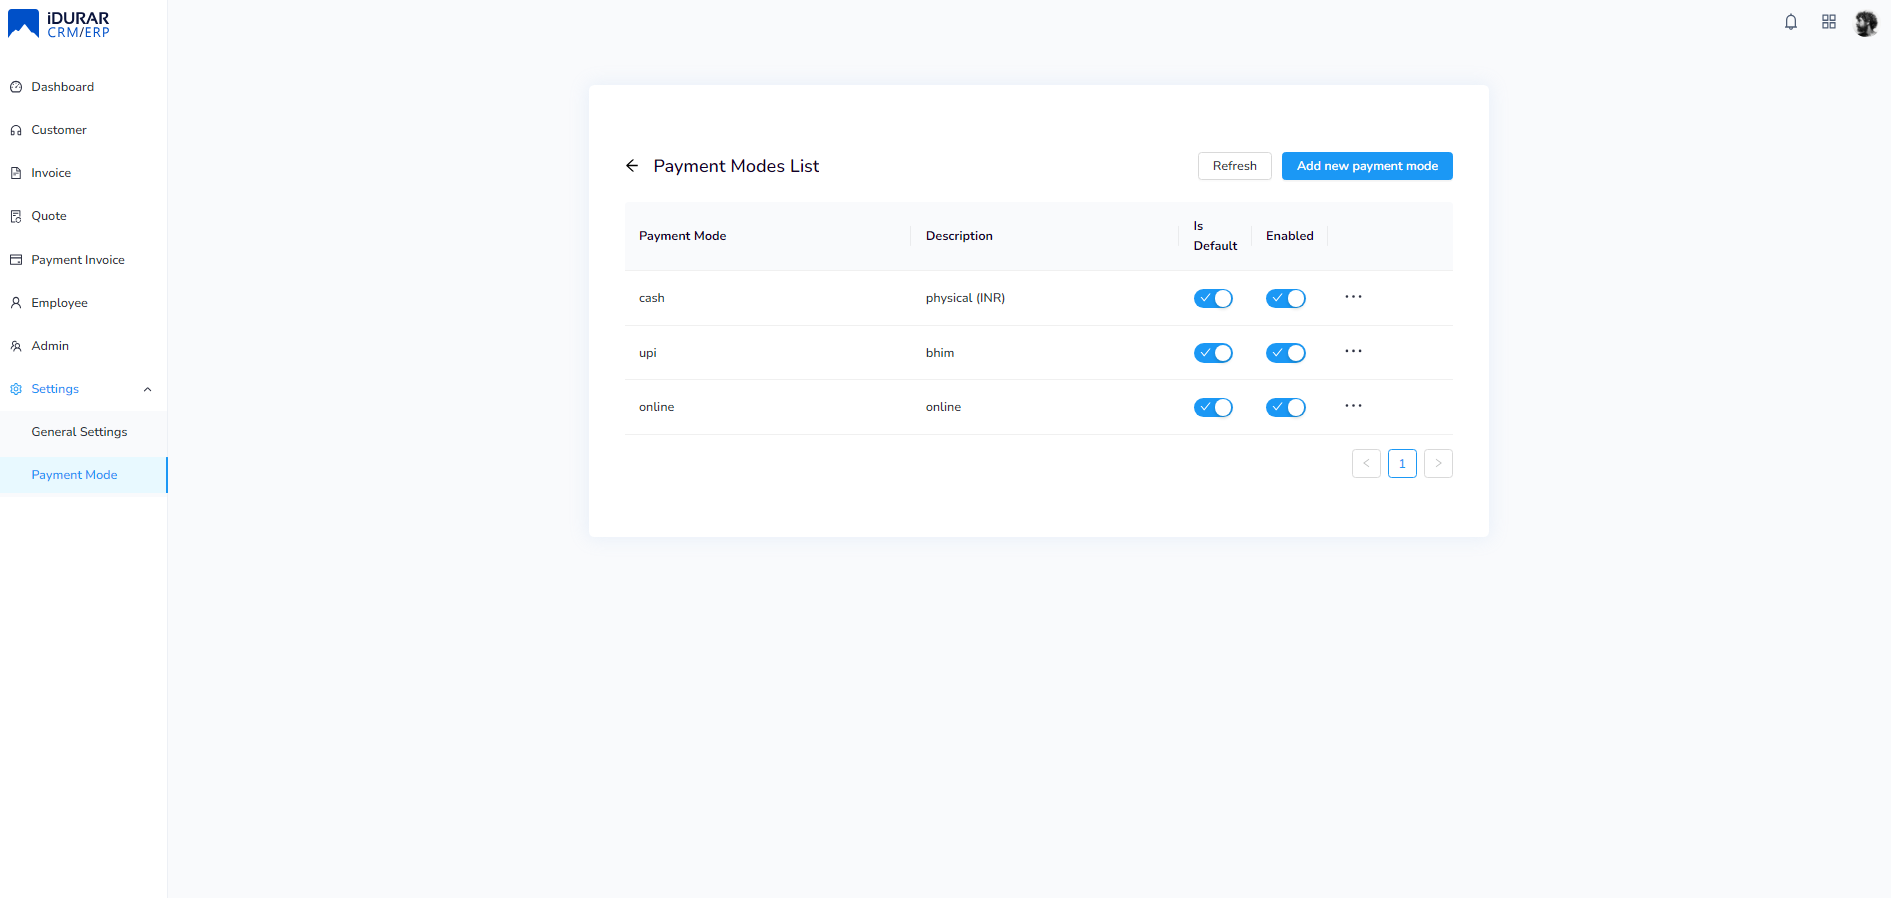 iDURAR
CRM/ERP
Dashboard
Customer
Invoice
Quote
Payment Invoice
Employee
Admin
Settings
General Settings
Payment Mode
Payment Modes List
Refresh
Add new payment mode
Payment Mode
Description
Is
Default
Enabled
cash
physical (INR)
upi
bhim
online
online
1